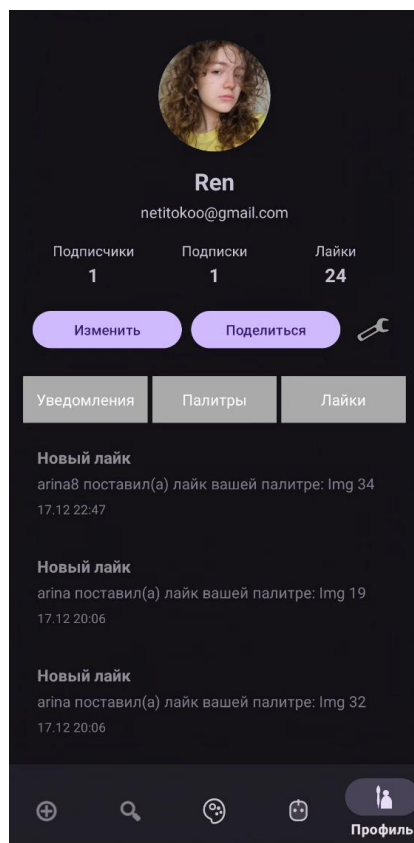 Ren
netitokoo@gmail.com
Подписчики Подписки Лайки
1 1 24
Изменить Поделиться
Уведомления Палитры Лайки
Новый лайк
arina8 поставил(а) лайк вашей палитре: Img 34
17.12 22:47
Новый лайк
arina поставил(а) лайк вашей палитре: Img 19
17.12 20:06
Новый лайк
arina поставил(а) лайк вашей палитре: Img 32
17.12 20:06
Профиль